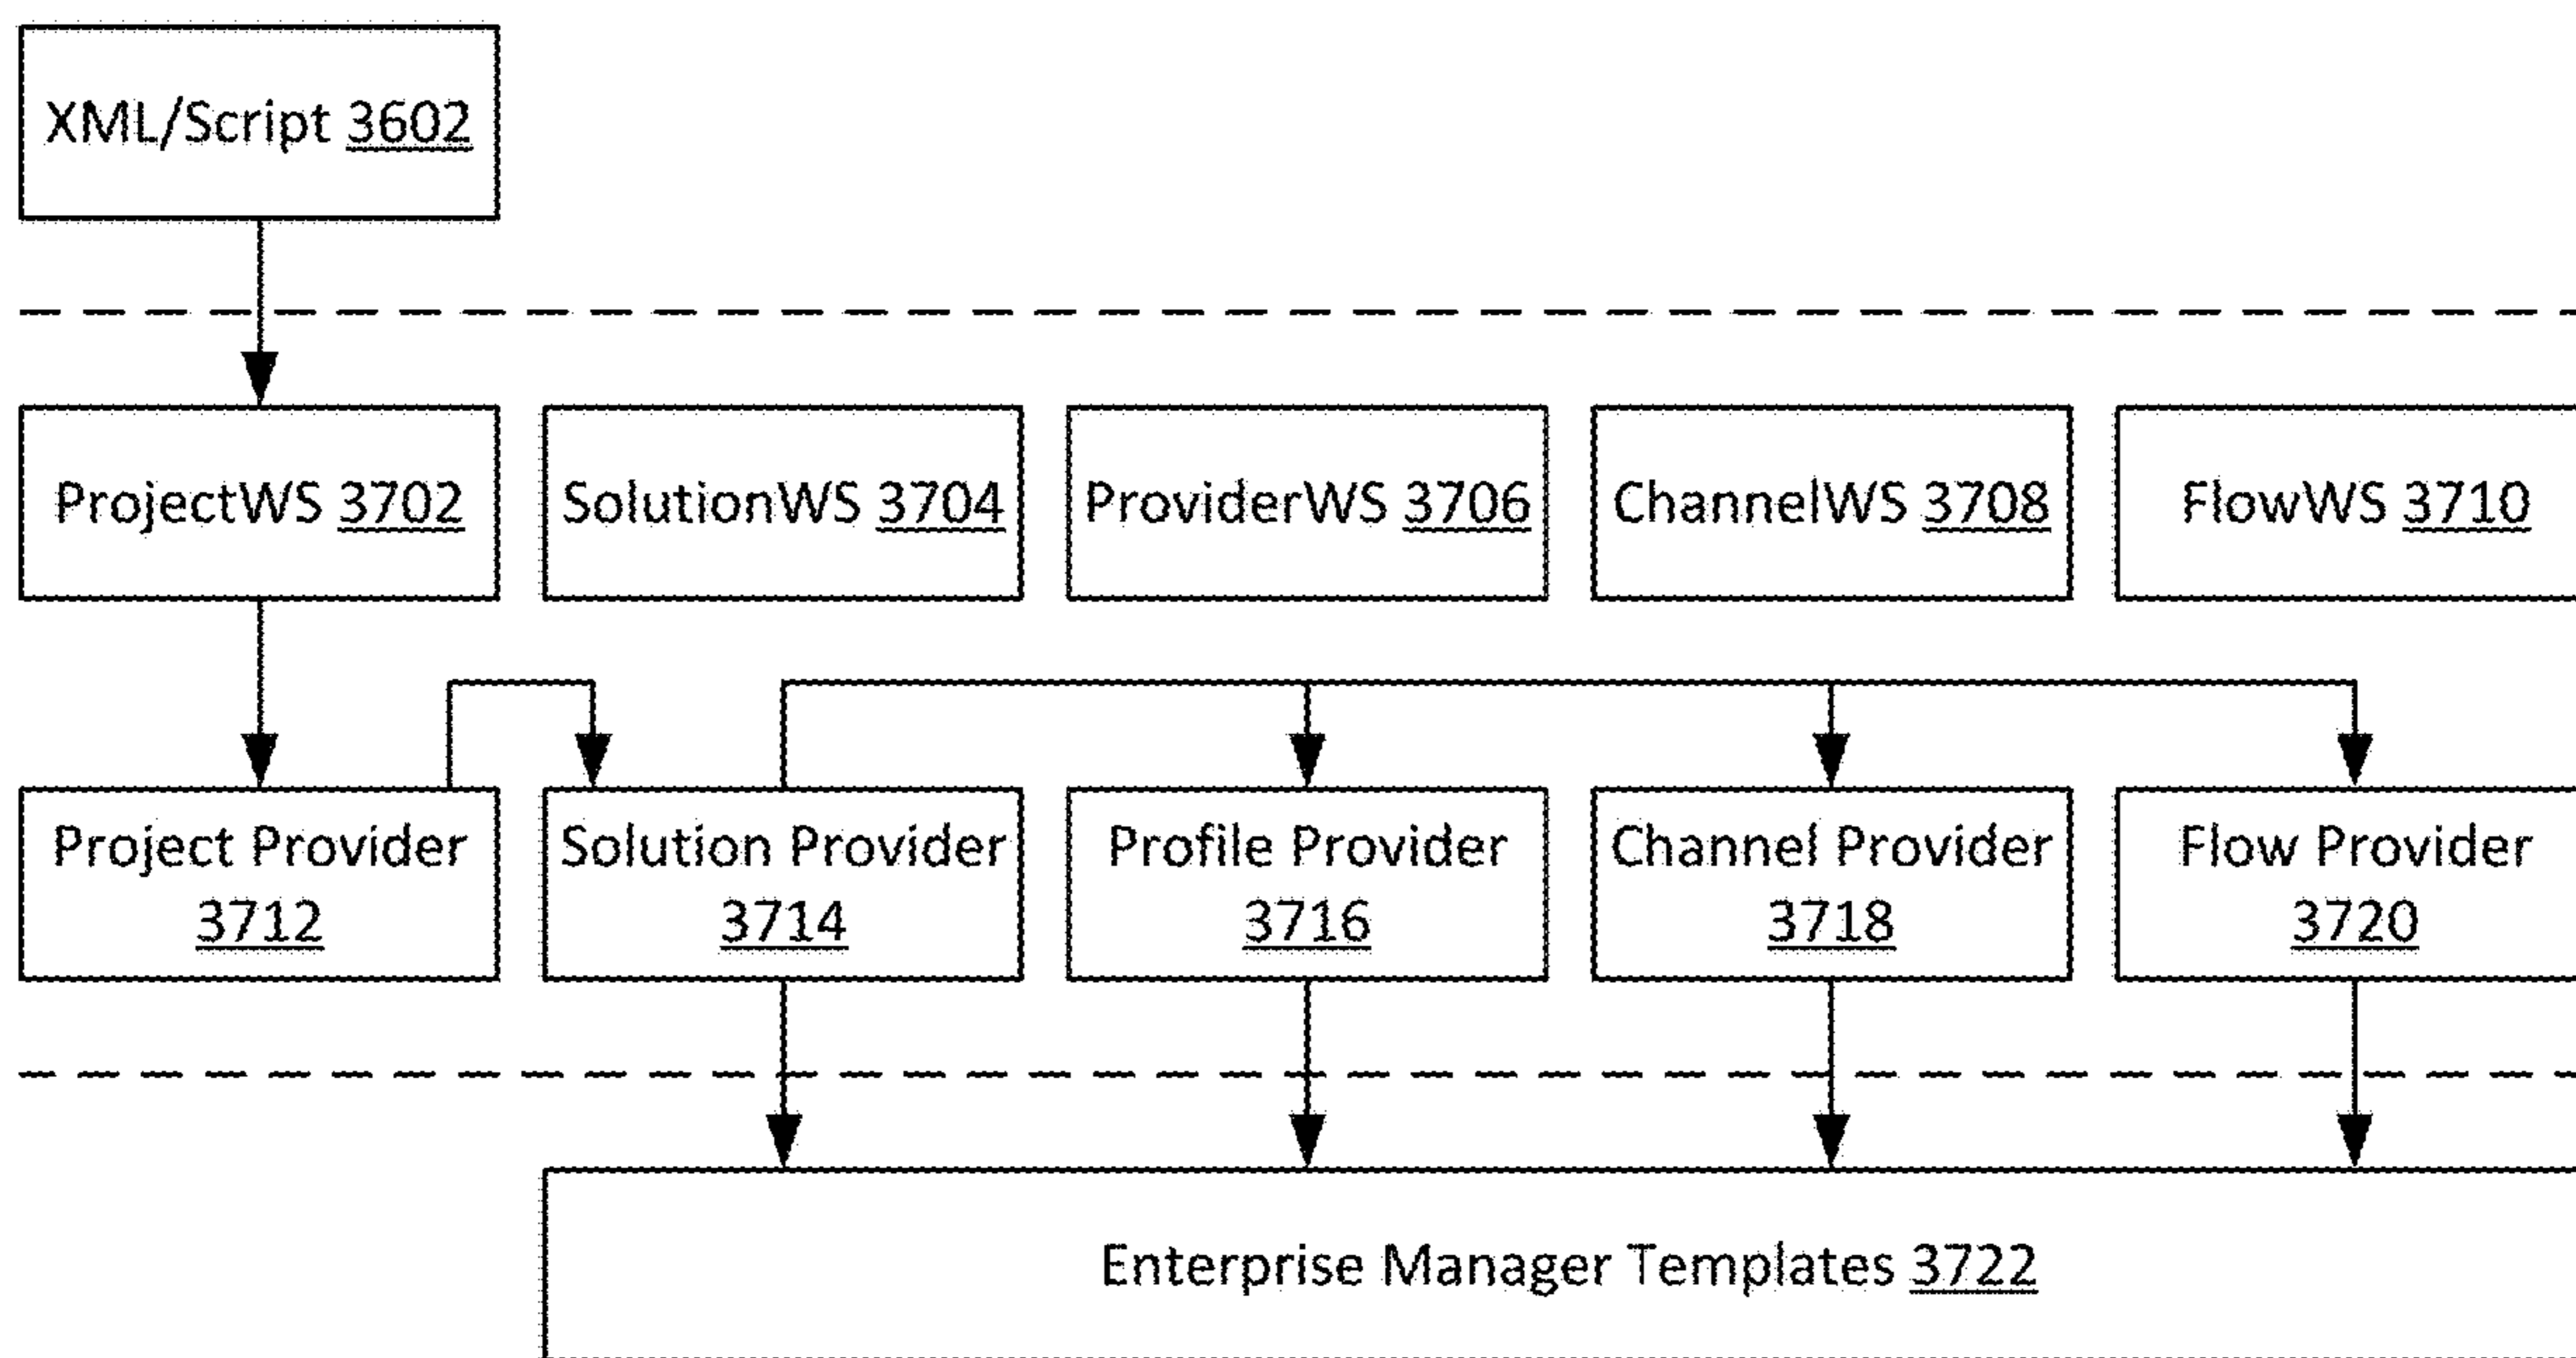 XML/Script 3602
ProjectWS 3702
SolutionWS 3704
ProviderWS 3706
ChannelWS 3708
FlowWS 3710
Project Provider
3712
Solution Provider
3714
Profile Provider
3716
Channel Provider
3718
Flow Provider
3720
Enterprise Manager Templates 3722